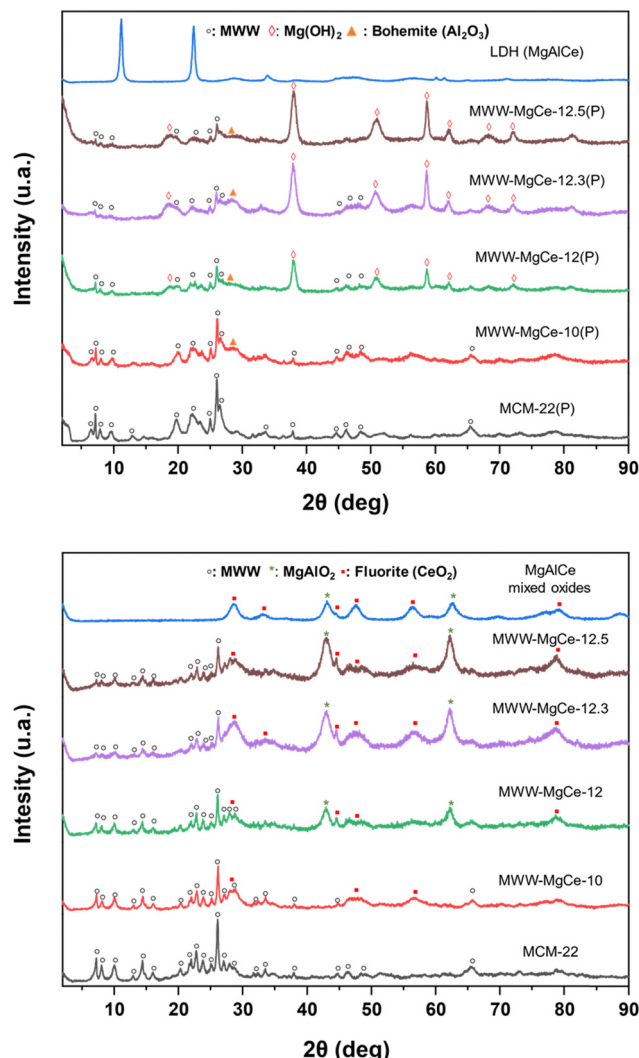 ○: MWW ◊: Mg(OH)₂ ▲: Bohemite (Al₂O₃)
LDH (MgAlCe)
MWW-MgCe-12.5(P)
MWW-MgCe-12.3(P)
MWW-MgCe-12(P)
MWW-MgCe-10(P)
MCM-22(P)
Intensity (u.a.)
10 20 30 40 50 60 70 80 90
2θ (deg)
○: MWW *: MgAlO₂ ▪: Fluorite (CeO₂)
MgAlCe
mixed oxides
MWW-MgCe-12.5
MWW-MgCe-12.3
MWW-MgCe-12
MWW-MgCe-10
MCM-22
Intesity (u.a.)
10 20 30 40 50 60 70 80 90
2θ (deg)